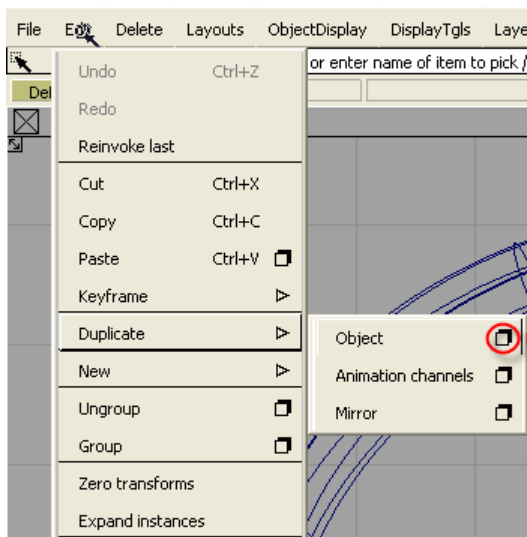 File Edit Delete Layouts ObjectDisplay DisplayTgls Laye
or enter name of item to pick /
Del
Undo Ctrl+Z
Redo
Reinvoke last
Cut Ctrl+X
Copy Ctrl+C
Paste Ctrl+V
Keyframe
Duplicate
Object
New
Animation channels
Ungroup
Mirror
Group
Zero transforms
Expand instances